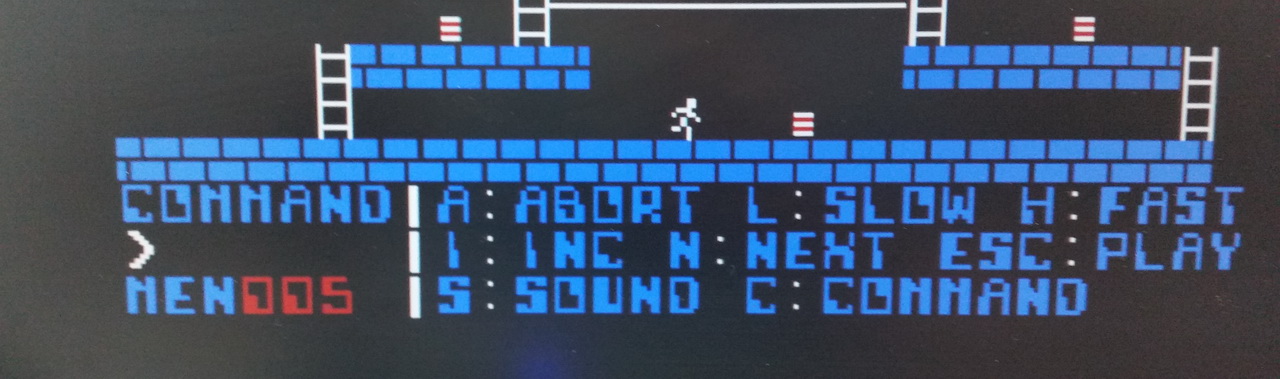 COMMAND | A: ABORT L: SLOW H: FAST
> | I: INC N: NEXT ESC: PLAY
MEN005 | S: SOUND C: COMMAND